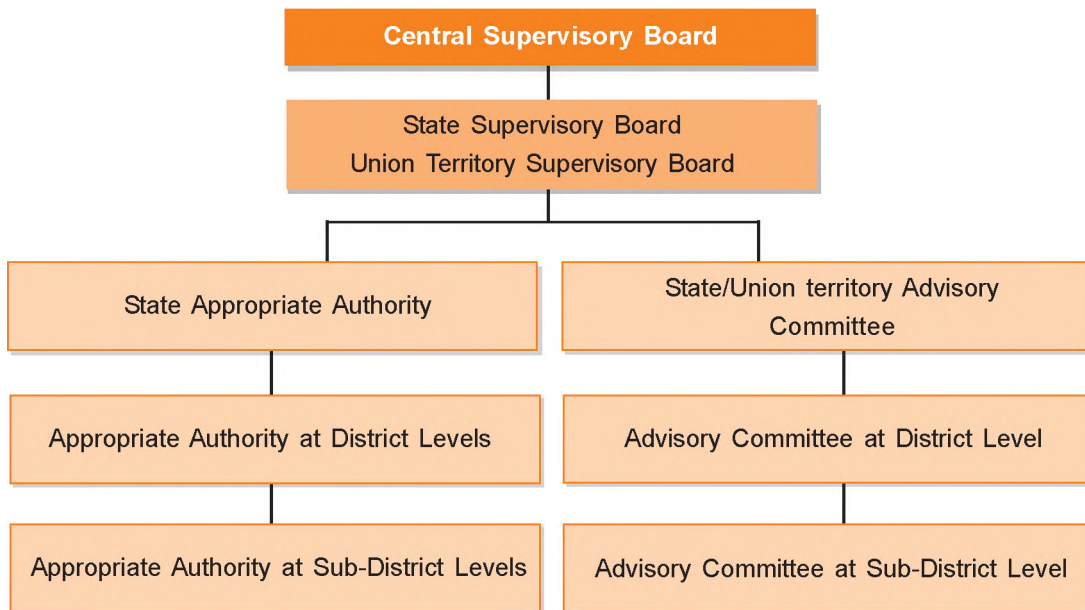 Central Supervisory Board
State Supervisory Board
Union Territory Supervisory Board
State Appropriate Authority
State/Union territory Advisory
Committee
Appropriate Authority at District Levels
Advisory Committee at District Level
Appropriate Authority at Sub-District Levels
Advisory Committee at Sub-District Level